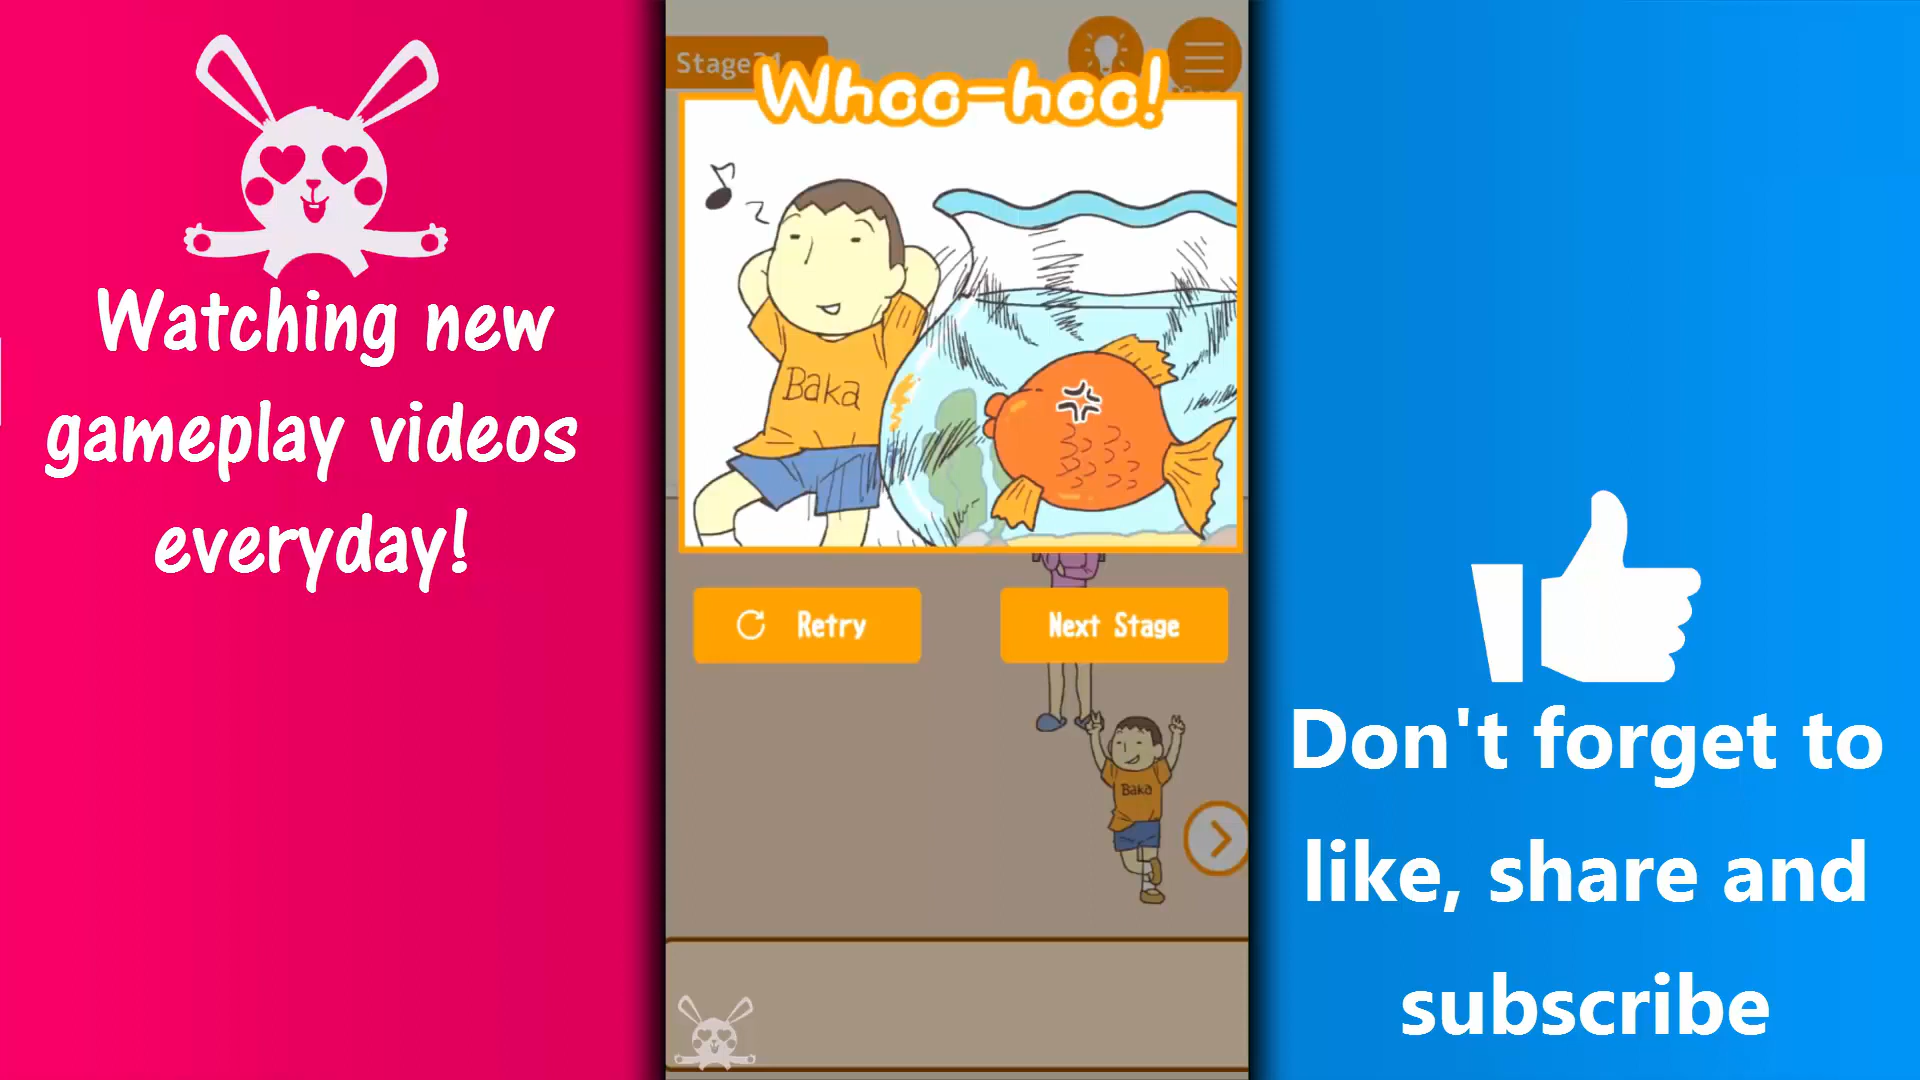 Watching new
gameplay videos
everyday!
Whoo-hoo!
Baka
Retry
Next Stage
Baka
Don't forget to
like, share and
subscribe